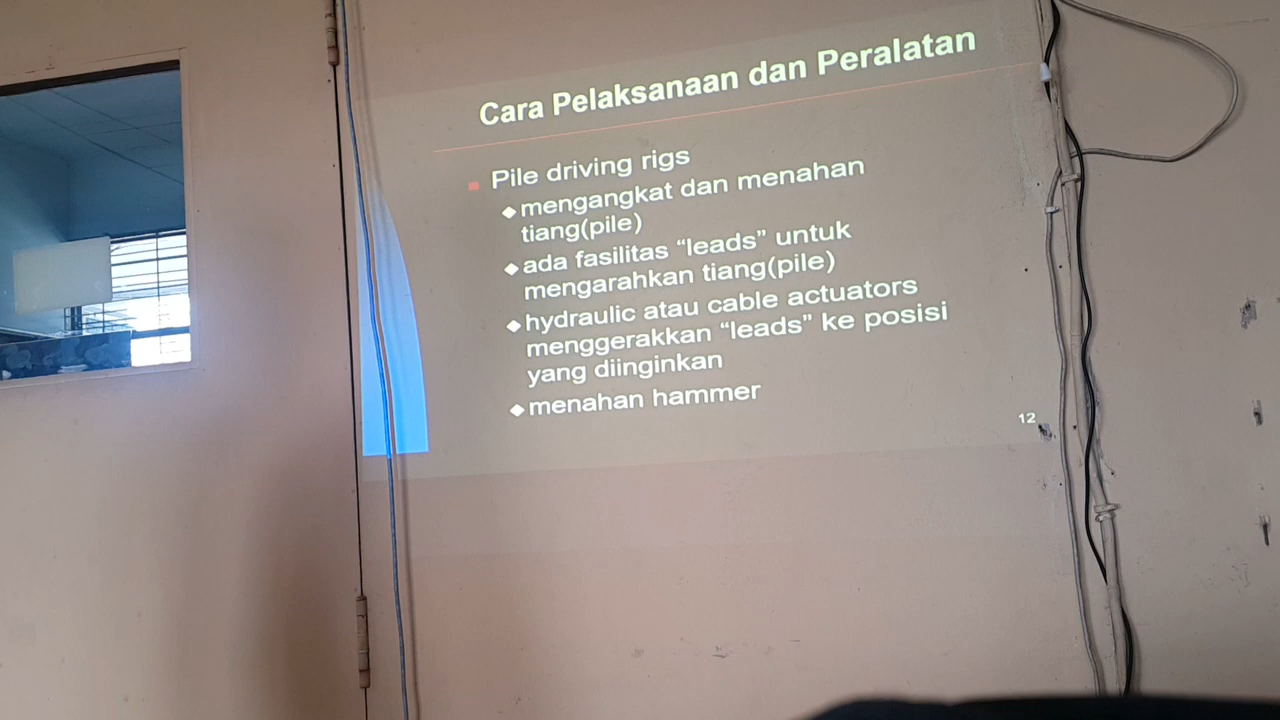 Cara Pelaksanaan dan Peralatan
Pile driving rigs
mengangkat dan menahan
tiang(pile)
ada fasilitas “leads” untuk
mengarahkan tiang(pile)
hydraulic atau cable actuators
menggerakkan “leads” ke posisi
yang diinginkan
menahan hammer
12